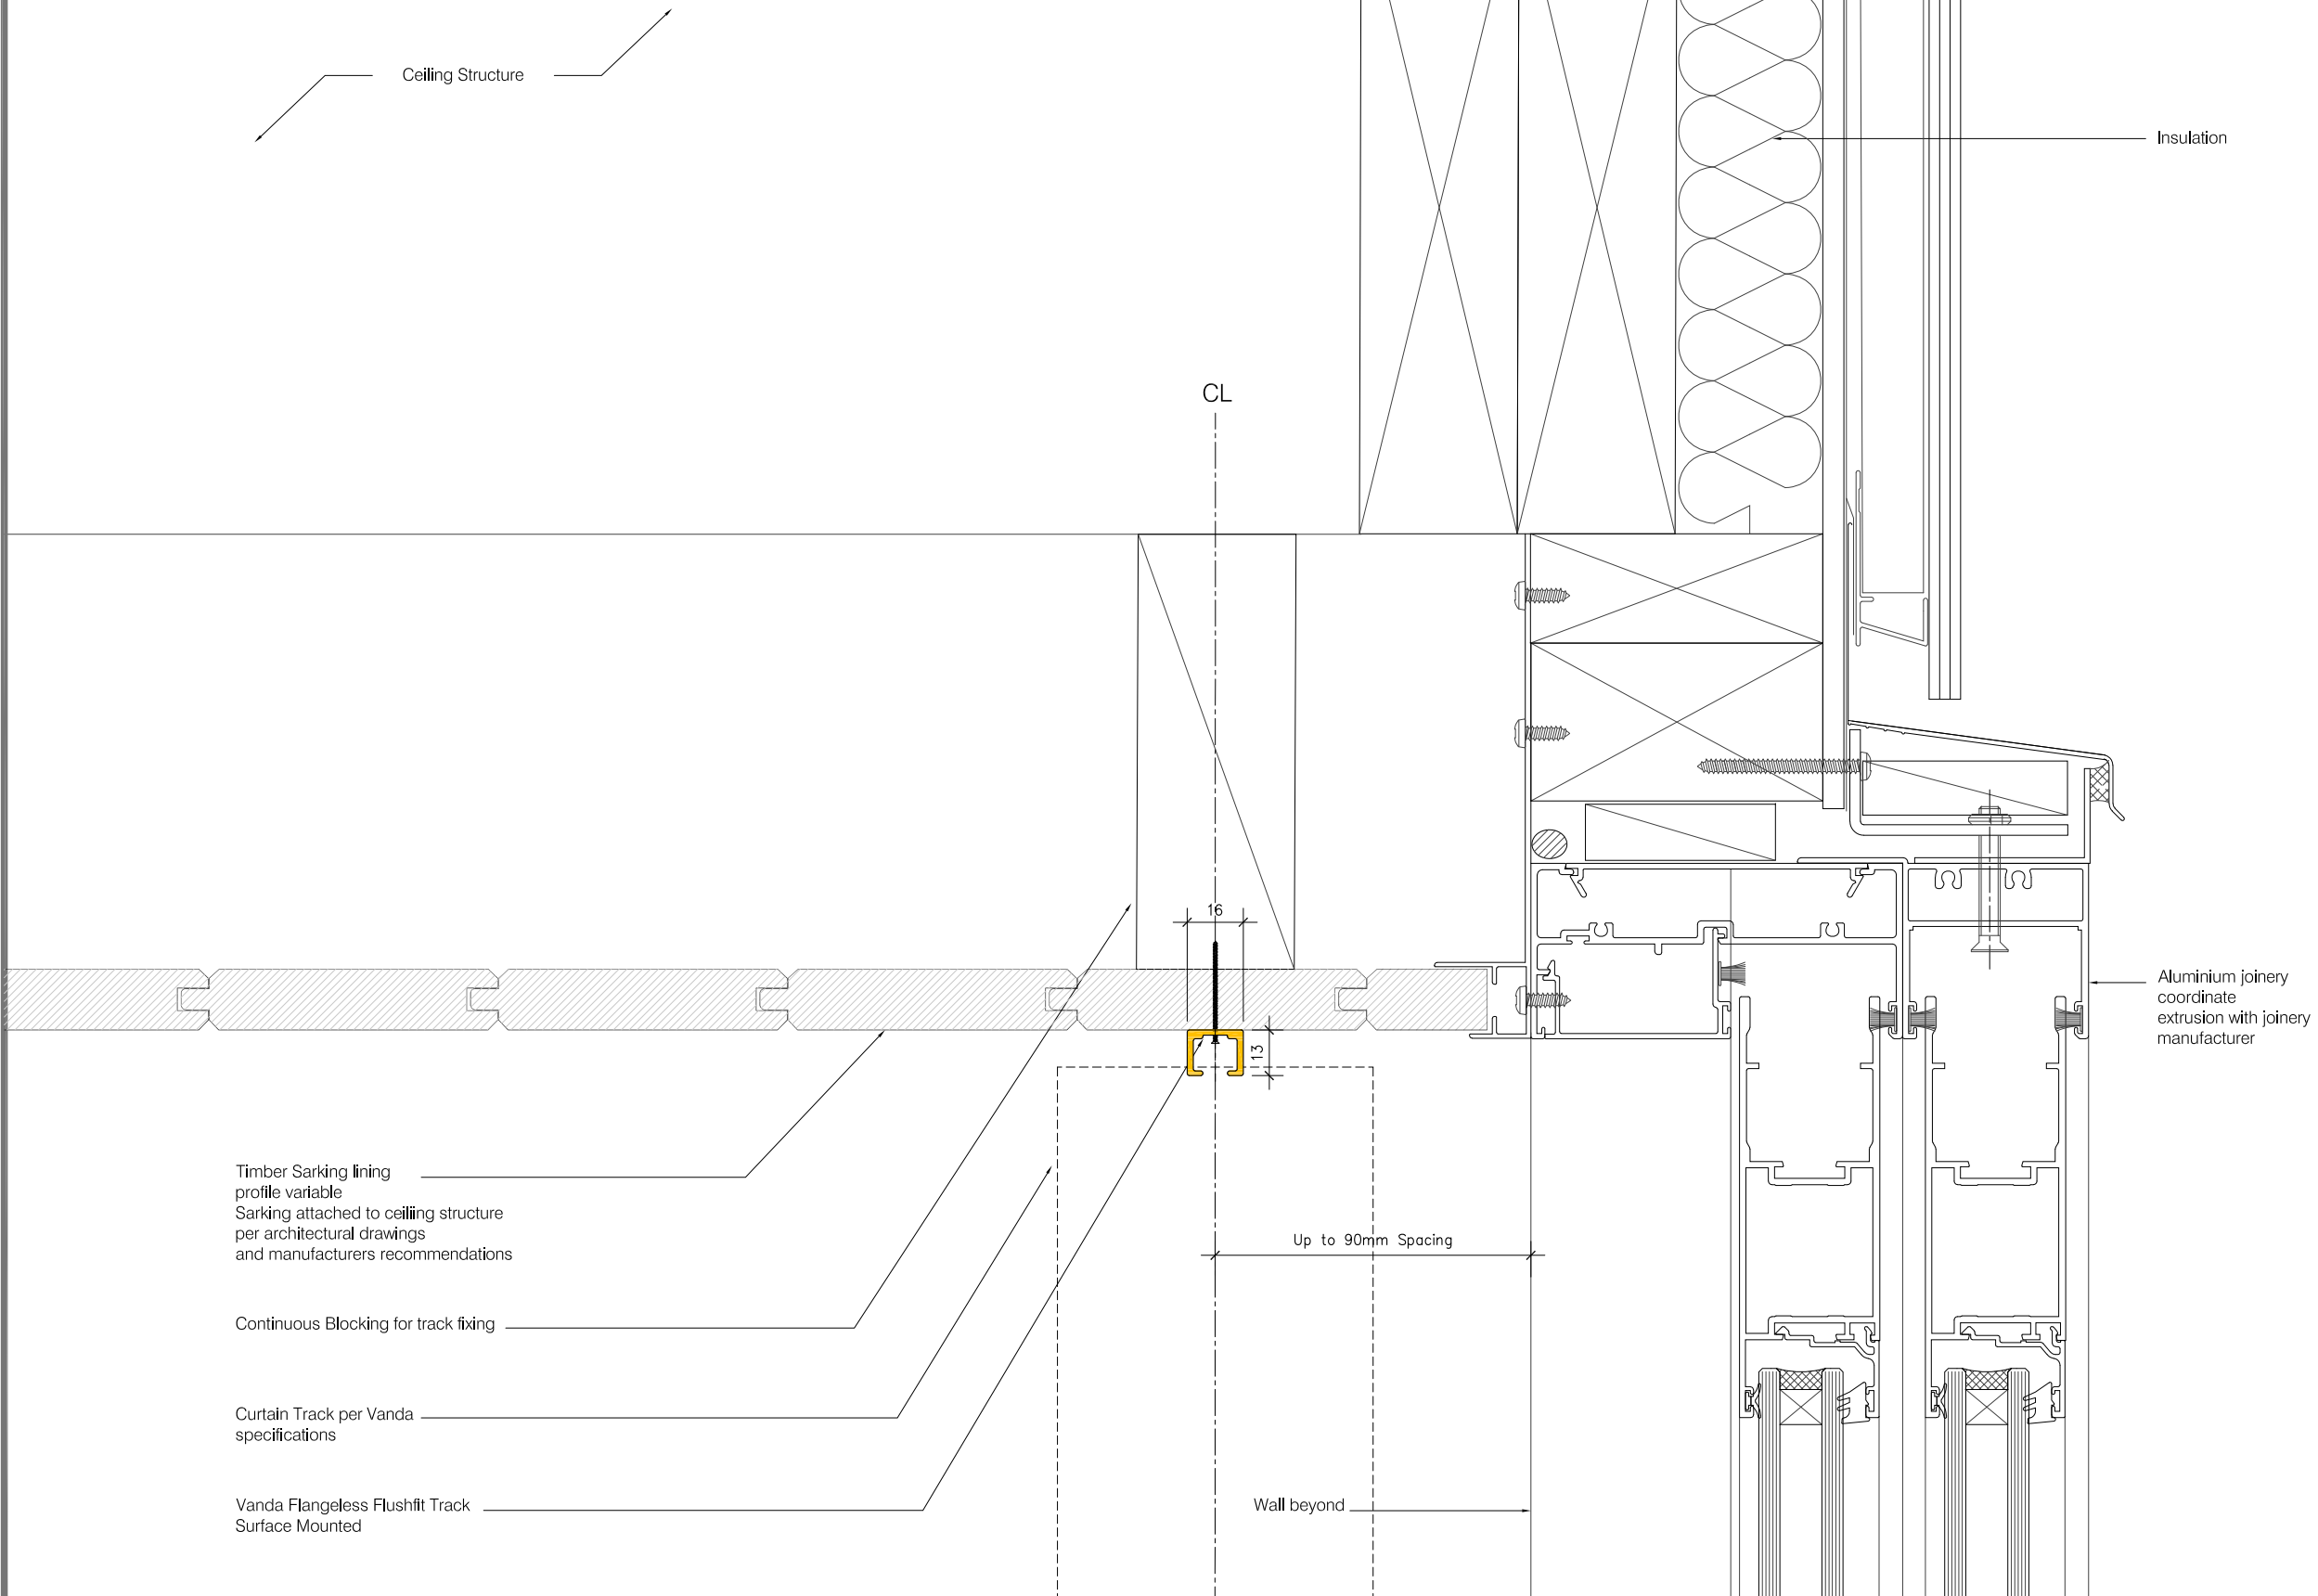 Ceiling Structure
Insulation
CL
16
13
Aluminium joinery
coordinate
extrusion with joinery
manufacturer
Timber Sarking lining
profile variable
Sarking attached to ceiliing structure
per architectural drawings
and manufacturers recommendations
Up to 90mm Spacing
Continuous Blocking for track fixing
Curtain Track per Vanda
specifications
Vanda Flangeless Flushfit Track
Surface Mounted
Wall beyond